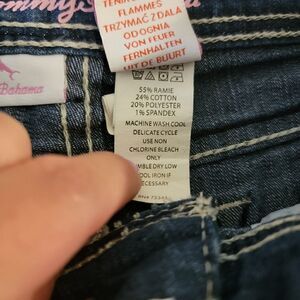 FLAMMES
TRZYMAĆ Z DALA
OD OGNIA
VON FEUER
FERNHALTEN
UIT DE BUURT
Bahama
55% RAMIE
24% COTTON
20% POLYESTER
1% SPANDEX
MACHINE WASH COOL
DELICATE CYCLE
USE NON
CHLORINE BLEACH
ONLY
TUMBLE DRY LOW
COOL IRON IF
NECESSARY